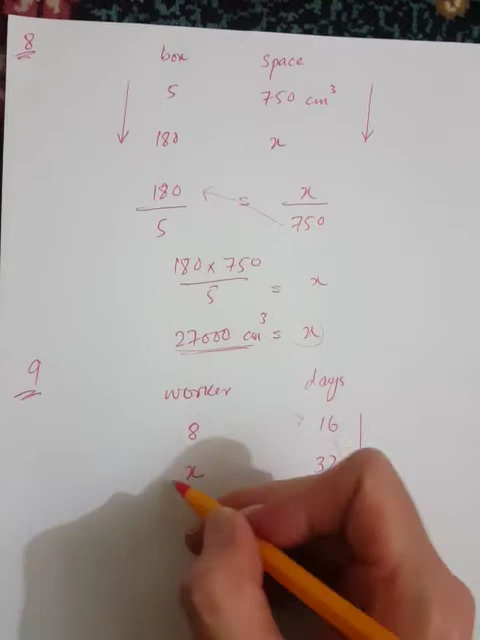 8
box space
5 750 cm³
180 x
180/5 = x/750
180 x 750/5 = x
27000 cm³ = x
9
worker days
8 16
x 32